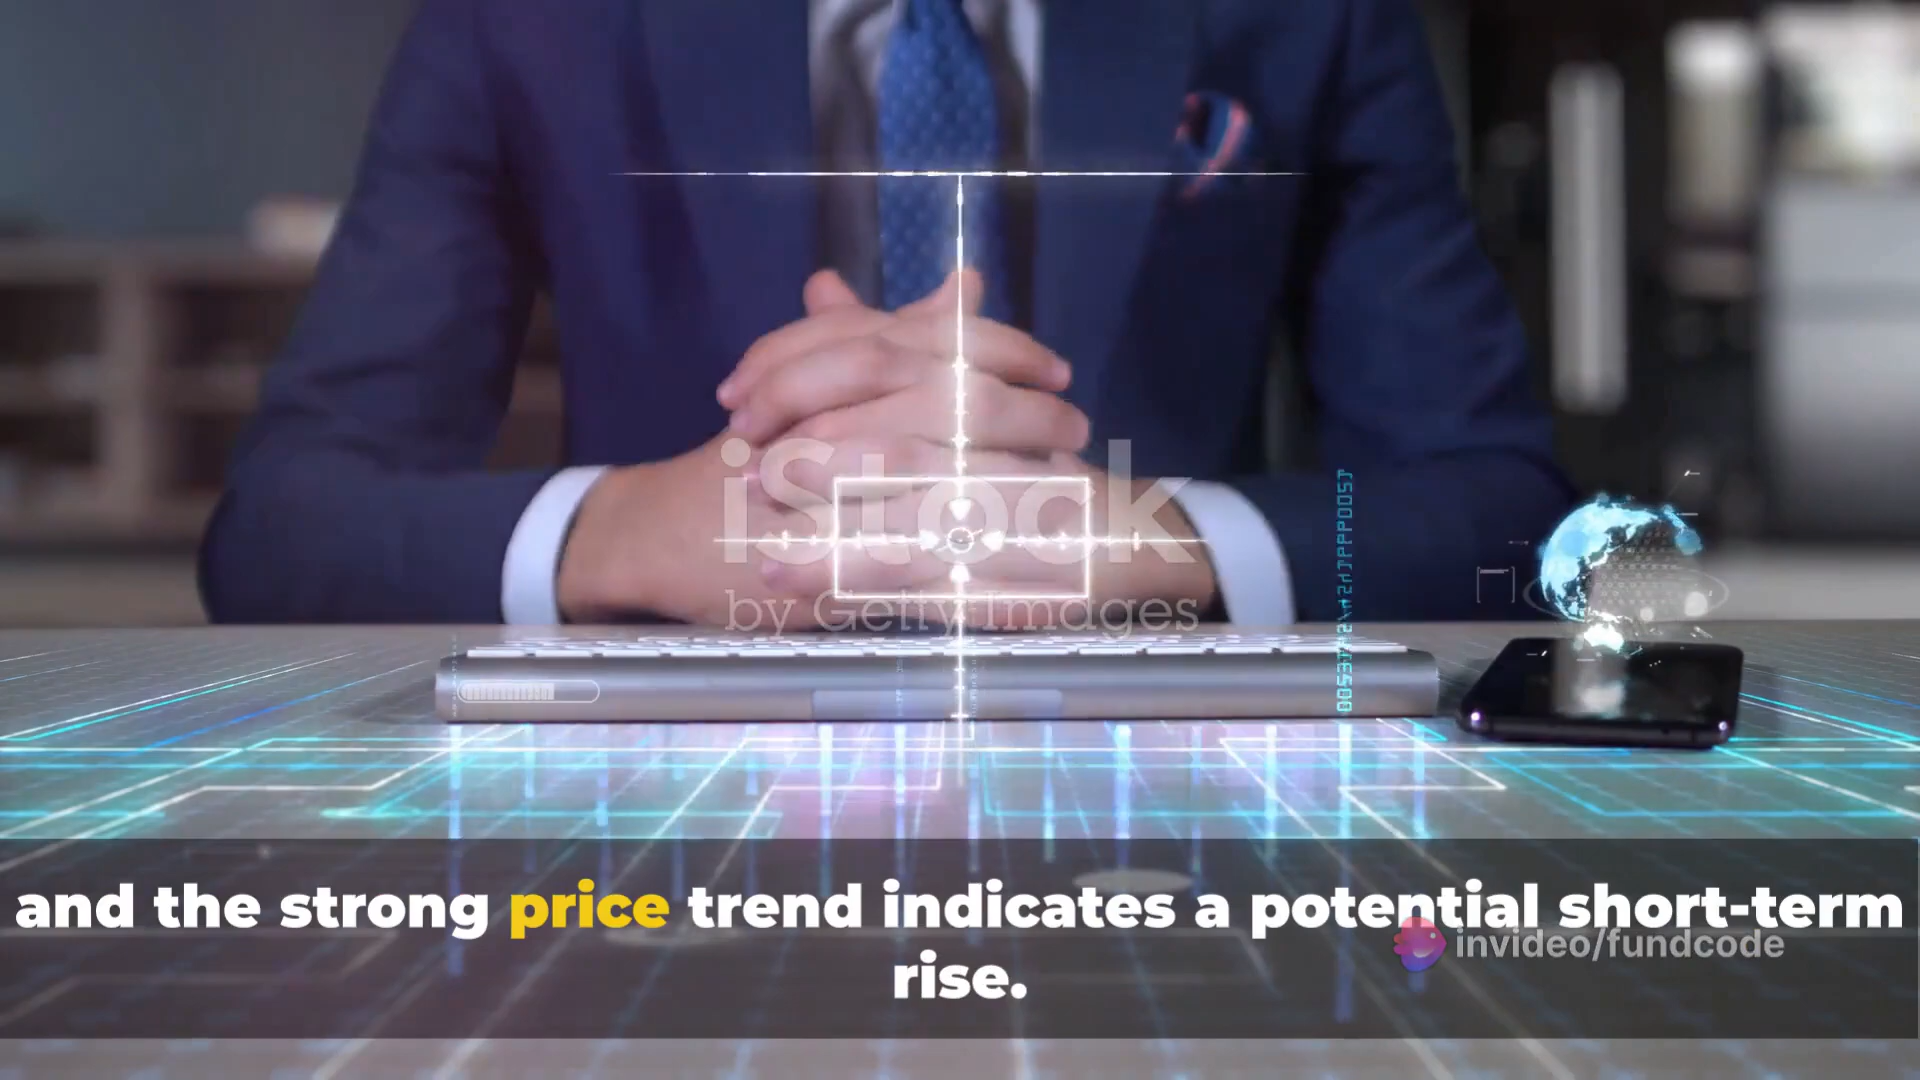 iStock
by Getty Images
and the strong price trend indicates a potential short-term
invideo/fundcode
rise.